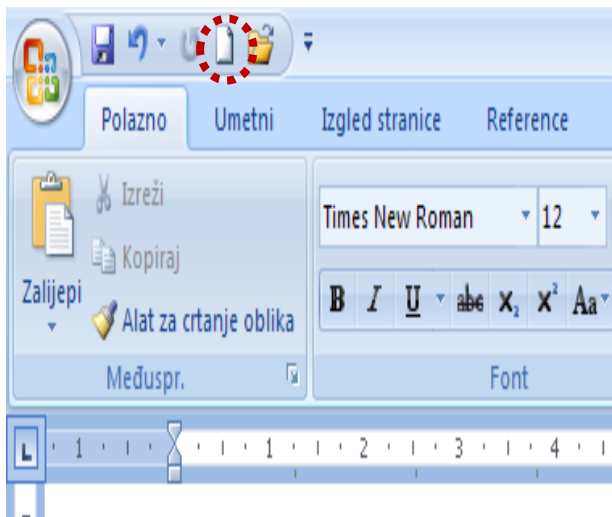 Polazno Umetni Izgled stranice Reference
Izreži
Kopiraj
Zalijepi
Alat za crtanje oblika
Međuspr.
Times New Roman 12
B I U abc X₂ X² Aa
Font
L 1 1 2 3 4